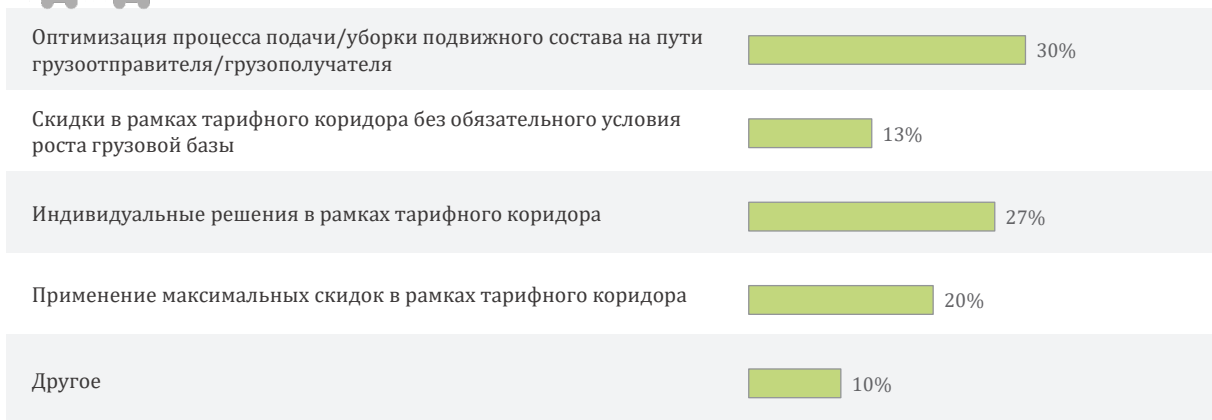 Оптимизация процесса подачи/уборки подвижного состава на пути
грузоотправителя/грузополучателя
30%
Скидки в рамках тарифного коридора без обязательного условия
роста грузовой базы
13%
Индивидуальные решения в рамках тарифного коридора
27%
Применение максимальных скидок в рамках тарифного коридора
20%
Другое
10%